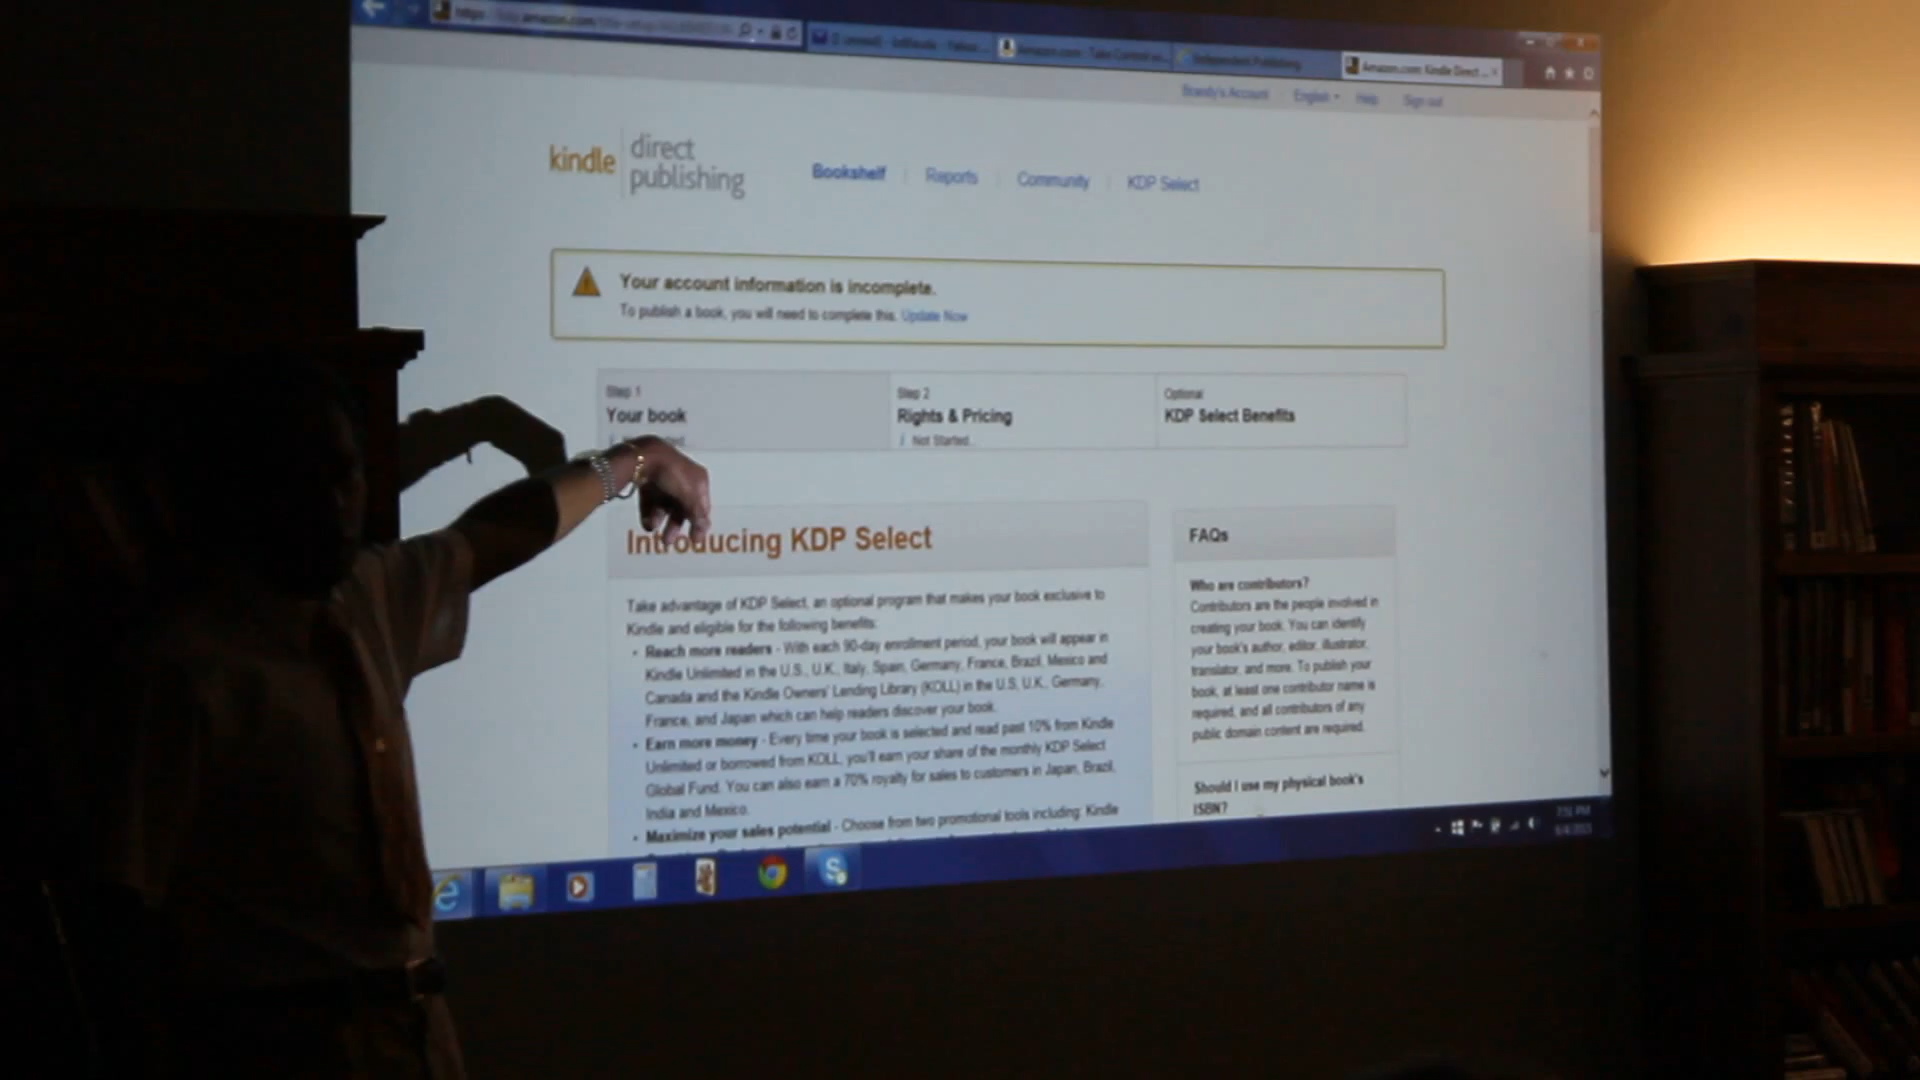 Amazon.com: Kindle Direct ...
Brandy's Account English Help Sign out
kindle direct publishing
Bookshelf Reports Community KDP Select
Your account information is incomplete.
To publish a book, you will need to complete this. Update Now
Step 1
Your book
Step 2
Rights & Pricing
Not Started.
Optional
KDP Select Benefits
Introducing KDP Select
Take advantage of KDP Select, an optional program that makes your book exclusive to
Kindle and eligible for the following benefits:
• Reach more readers - With each 90-day enrollment period, your book will appear in
Kindle Unlimited in the U.S., U.K., Italy, Spain, Germany, France, Brazil, Mexico and
Canada and the Kindle Owners' Lending Library (KOLL) in the U.S, U.K., Germany,
France, and Japan which can help readers discover your book.
• Earn more money - Every time your book is selected and read past 10% from Kindle
Unlimited or borrowed from KOLL, you'll earn your share of the monthly KDP Select
Global Fund. You can also earn a 70% royalty for sales to customers in Japan, Brazil,
India and Mexico.
• Maximize your sales potential - Choose from two promotional tools including: Kindle
FAQs
Who are contributors?
Contributors are the people involved in
creating your book. You can identify
your book's author, editor, illustrator,
translator, and more. To publish your
book, at least one contributor name is
required, and all contributors of any
public domain content are required.
Should I use my physical book's
ISBN?